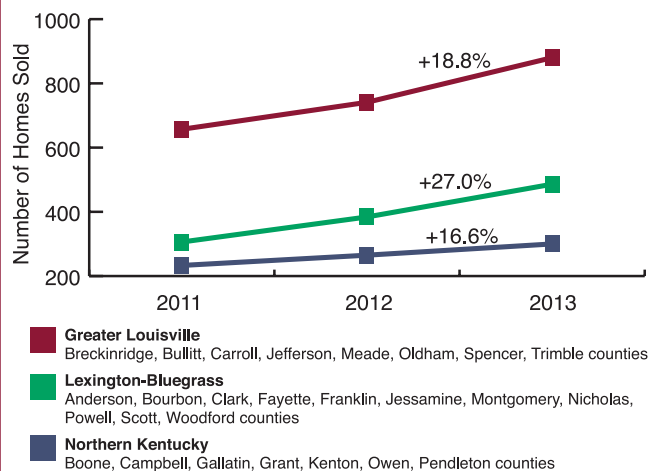 1000
+18.8%
800
600
+27.0%
400
+16.6%
200
Number of Homes Sold
2011 2012 2013
Greater Louisville
Breckinridge, Bullitt, Carroll, Jefferson, Meade, Oldham, Spencer, Trimble counties
Lexington-Bluegrass
Anderson, Bourbon, Clark, Fayette, Franklin, Jessamine, Montgomery, Nicholas,
Powell, Scott, Woodford counties
Northern Kentucky
Boone, Campbell, Gallatin, Grant, Kenton, Owen, Pendleton counties